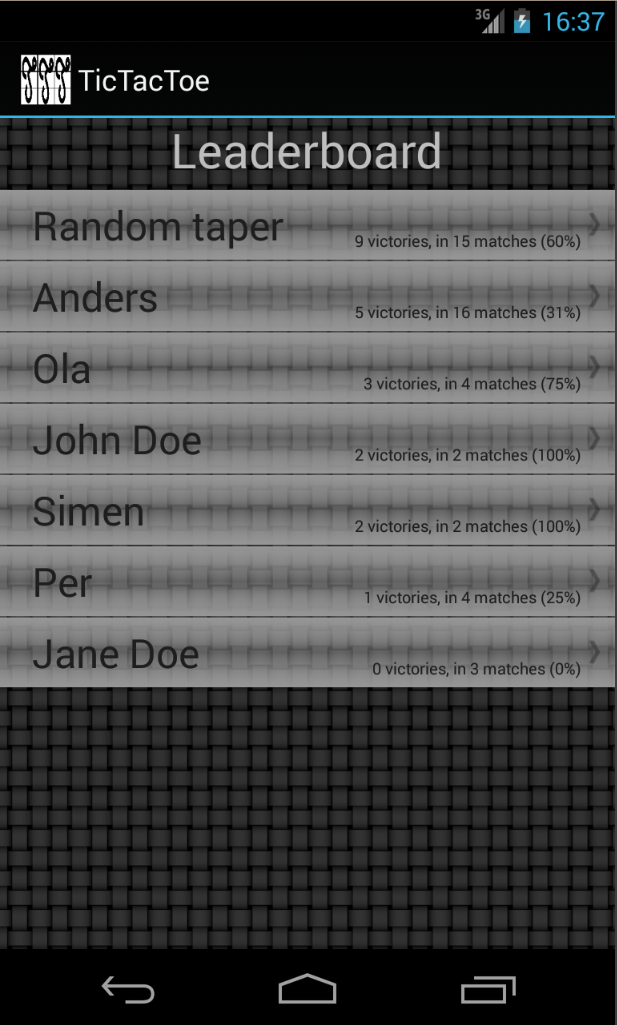 3G
16:37
TicTacToe
Leaderboard
Random taper
9 victories, in 15 matches (60%)
Anders
5 victories, in 16 matches (31%)
Ola
3 victories, in 4 matches (75%)
John Doe
2 victories, in 2 matches (100%)
Simen
2 victories, in 2 matches (100%)
Per
1 victories, in 4 matches (25%)
Jane Doe
0 victories, in 3 matches (0%)